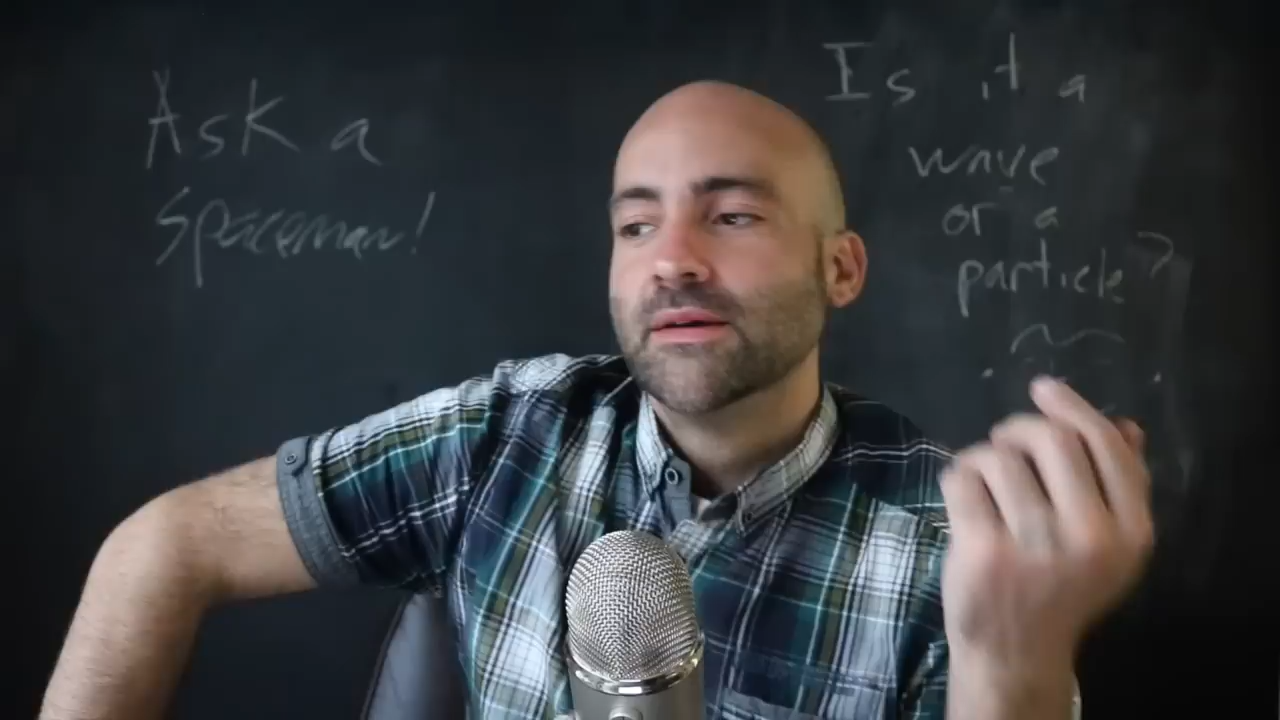 Ask a
Spaceman!
Is it a
wave
or a
particle?